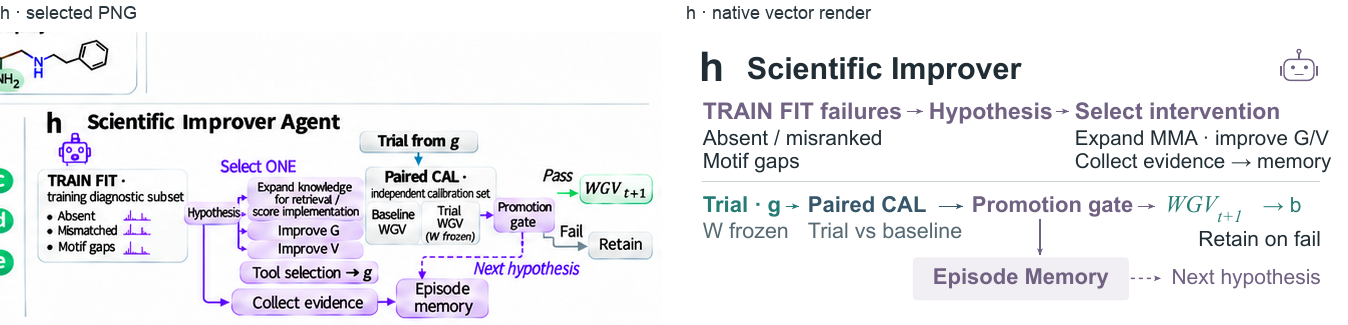 h · selected PNG
NH2
N
H
h Scientific Improver Agent
TRAIN FIT ·
training diagnostic subset
• Absent
• Mismatched
• Motif gaps
Hypothesis
Select ONE
Expand knowledge
for retrieval /
score implementation
Improve G
Improve V
Tool selection → g
Collect evidence
Trial from g
Paired CAL ·
independent calibration set
Baseline
WGV
Trial
WGV
(W frozen)
Promotion
gate
Pass
WGV t+1
Fail
Retain
Next hypothesis
Episode
memory
c
d
e
h · native vector render
h Scientific Improver
TRAIN FIT failures → Hypothesis → Select intervention
Absent / misranked
Motif gaps
Expand MMA · improve G/V
Collect evidence → memory
Trial · g → Paired CAL → Promotion gate → WGVt+1 → b
W frozen Trial vs baseline
Retain on fail
Episode Memory
Next hypothesis